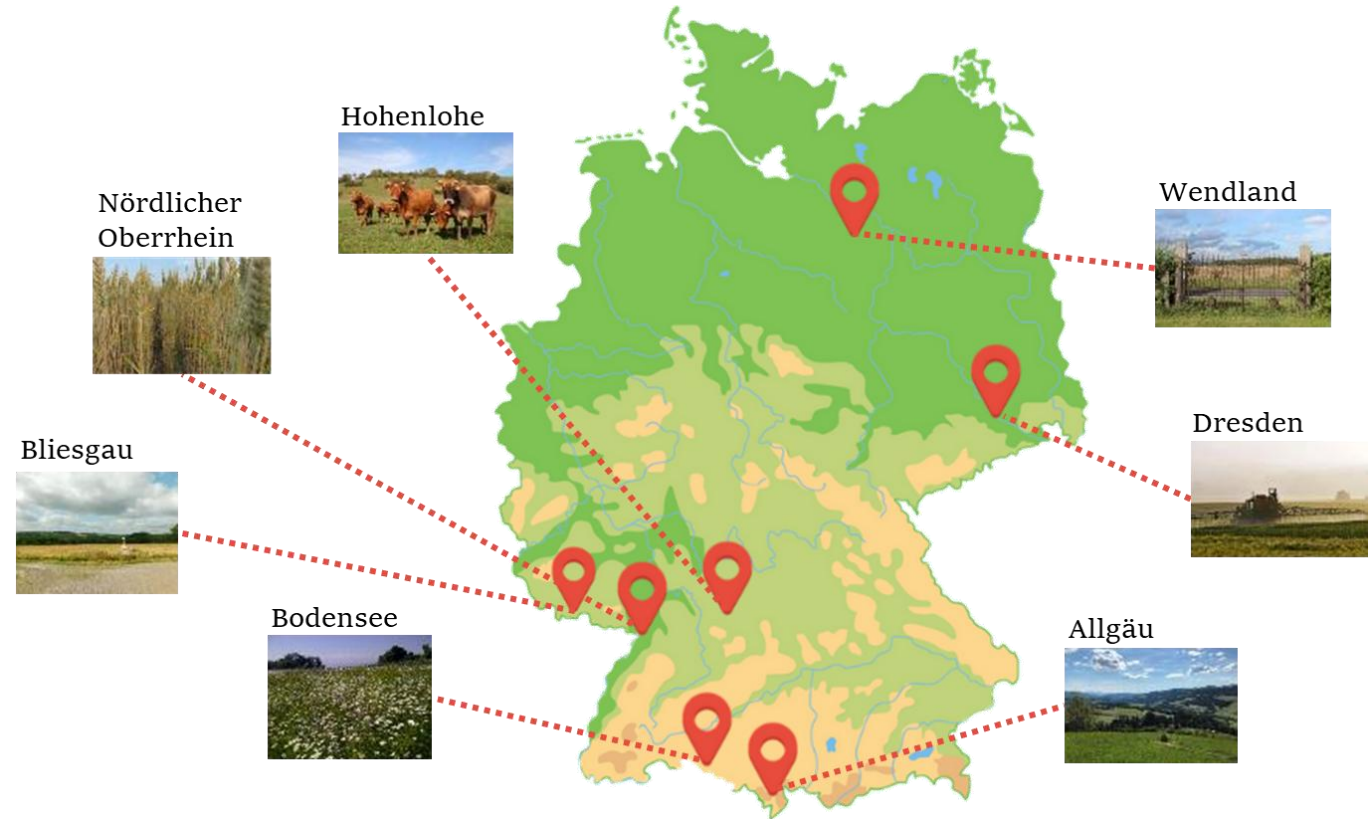 Hohenlohe
Nördlicher
Oberrhein
Wendland
Bliesgau
Dresden
Bodensee
Allgäu